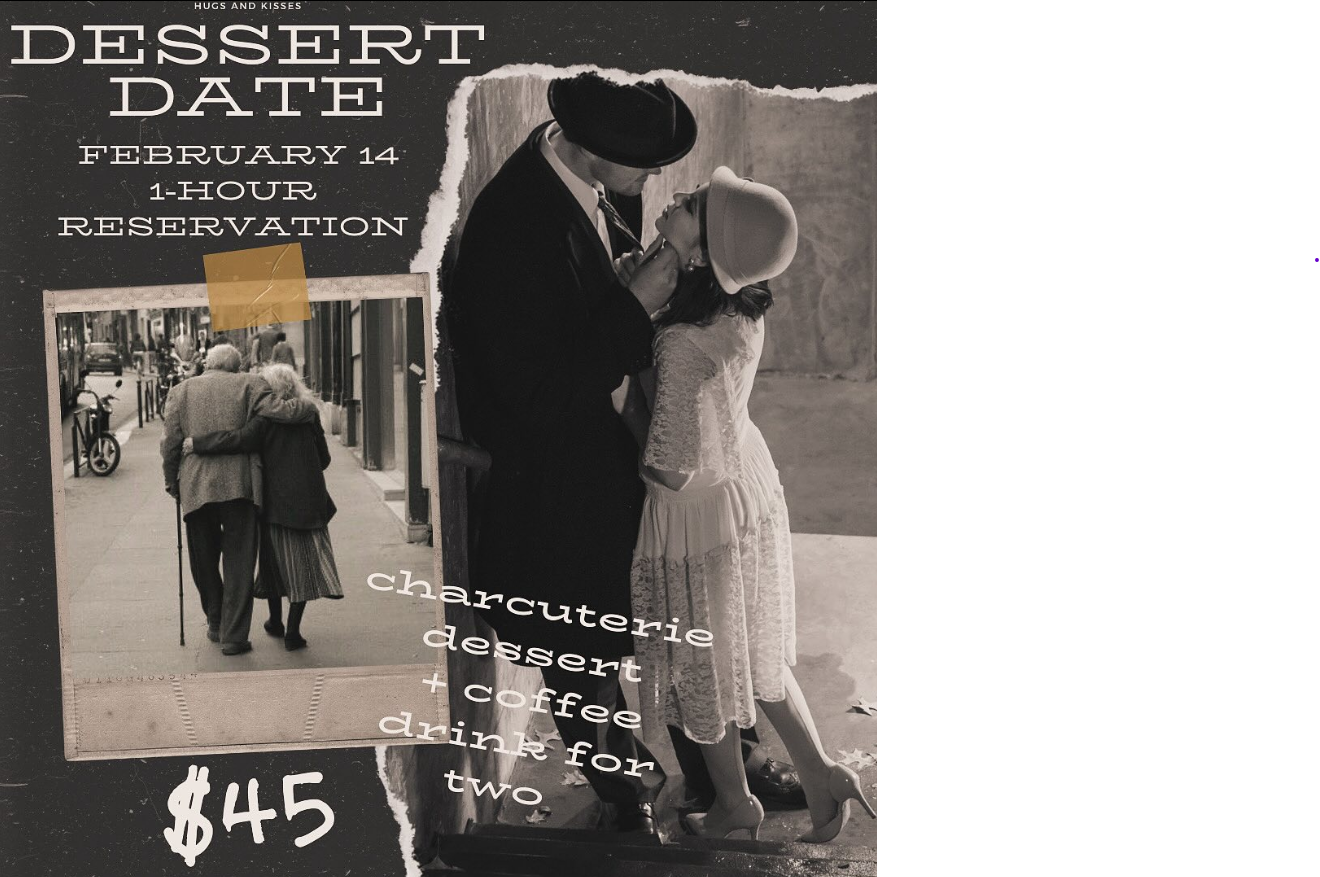 HUGS AND KISSES
DESSERT
DATE
FEBRUARY 14
1-HOUR
RESERVATION
charcuterie
dessert
+ coffee
drink for
two
$45